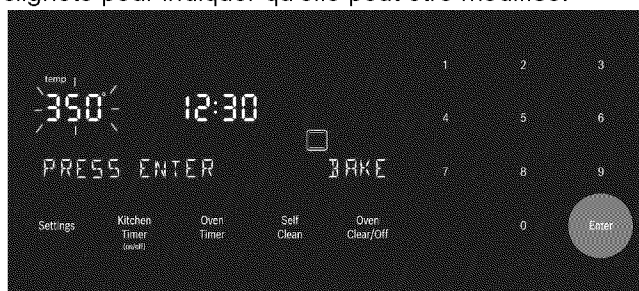 clignote pour indiquer qu'elle peut être modifiée.
1 2 3
temp
350° 12:30
4 5 6
PRESS ENTER BAKE
7 8 9
Settings Kitchen Timer (on/off) Oven Timer Self Clean Oven Clear/Off 0 Enter